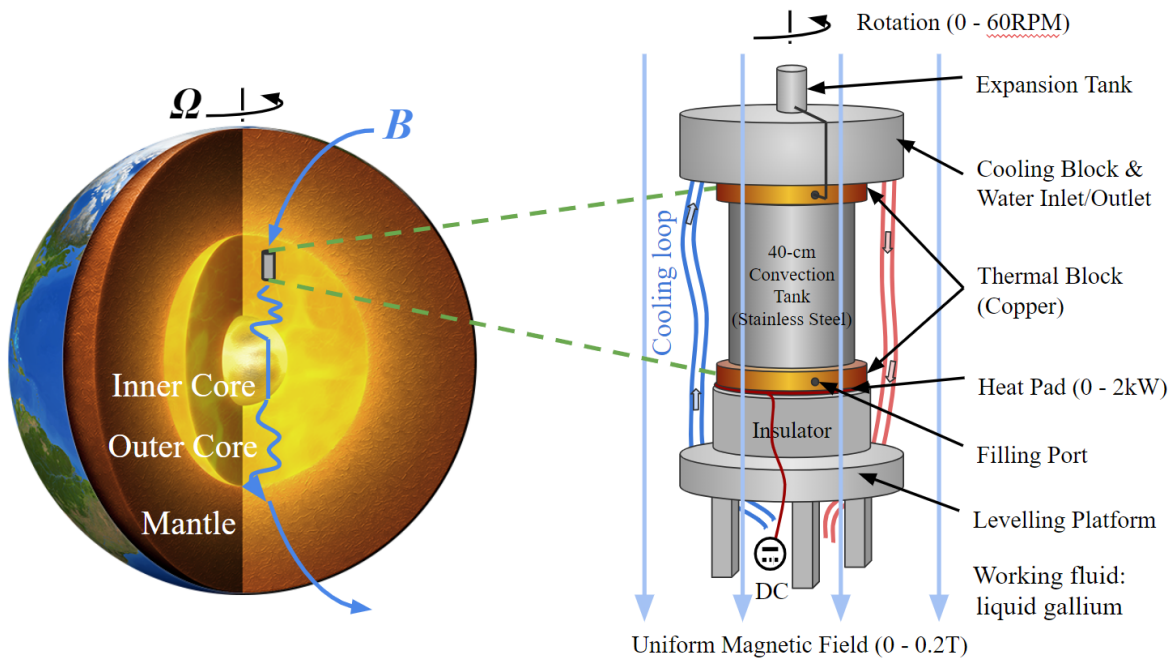 Ω
B
Inner Core
Outer Core
Mantle
Rotation (0 - 60RPM)
Expansion Tank
Cooling Block &
Water Inlet/Outlet
Cooling loop
40-cm
Convection
Tank
(Stainless Steel)
Thermal Block
(Copper)
Heat Pad (0 - 2kW)
Insulator
Filling Port
Levelling Platform
DC
Working fluid:
liquid gallium
Uniform Magnetic Field (0 - 0.2T)